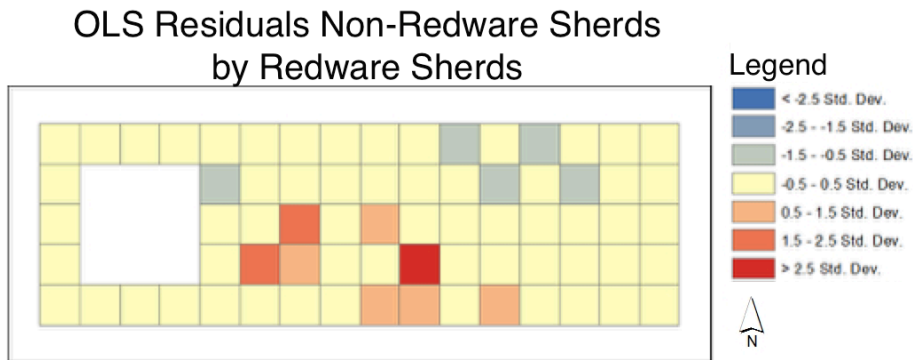 OLS Residuals Non-Redware Sherds
by Redware Sherds
Legend
< -2.5 Std. Dev.
-2.5 - -1.5 Std. Dev.
-1.5 - -0.5 Std. Dev.
-0.5 - 0.5 Std. Dev.
0.5 - 1.5 Std. Dev.
1.5 - 2.5 Std. Dev.
> 2.5 Std. Dev.
N